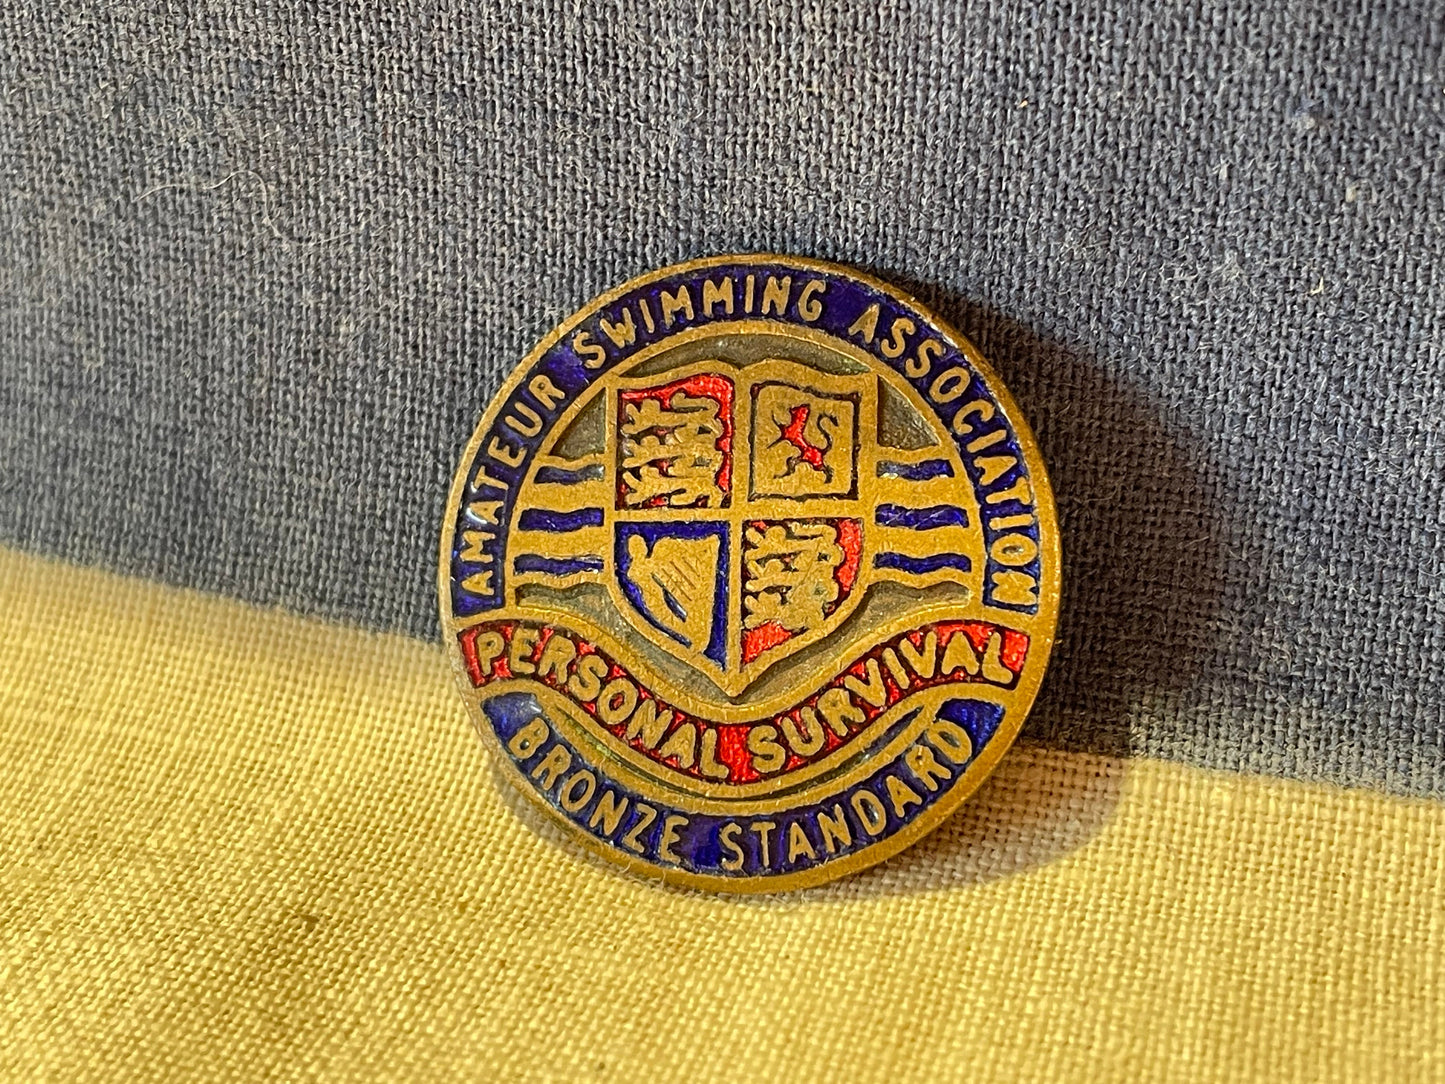 AMATEUR SWIMMING ASSOCIATION
PERSONAL SURVIVAL
BRONZE STANDARD